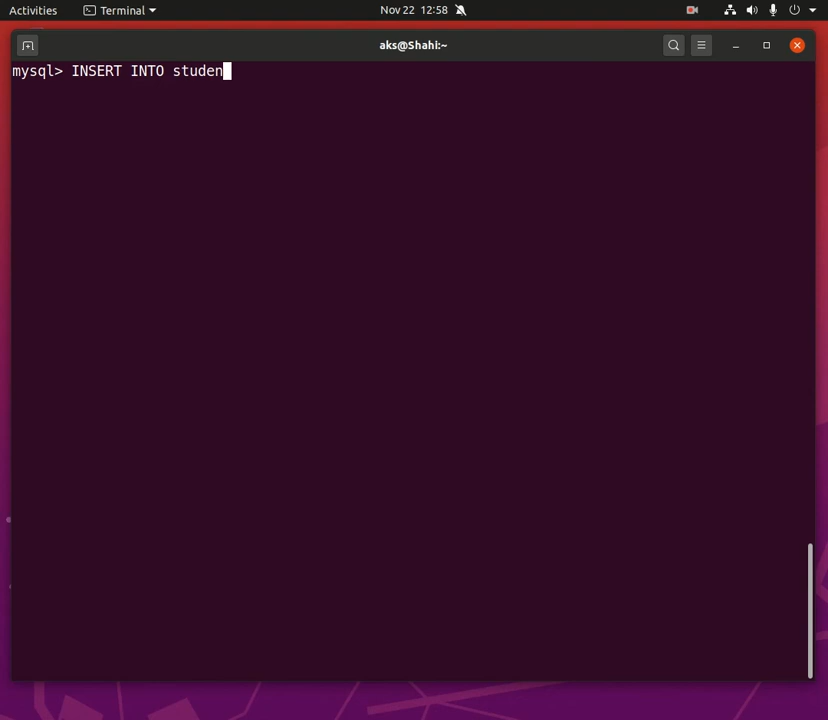 Activities Terminal Nov 22 12:58
aks@Shahi:~
mysql> INSERT INTO studen